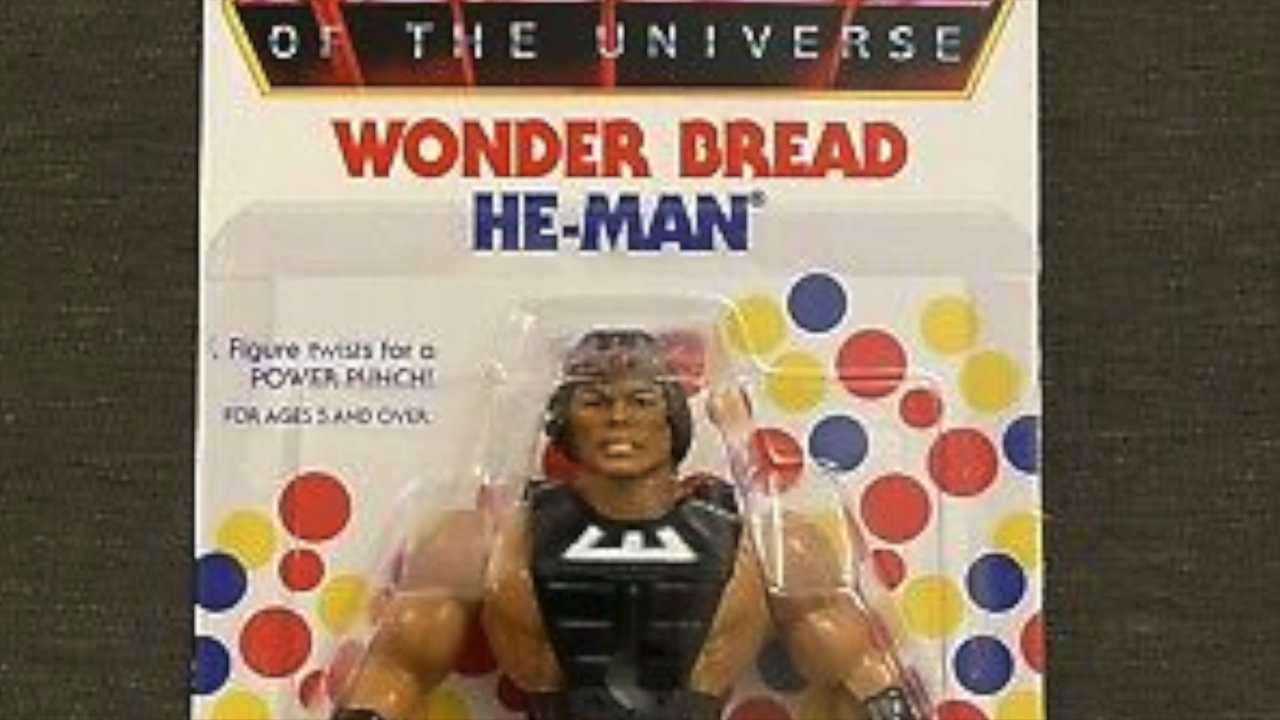 OF THE UNIVERSE
WONDER BREAD
HE-MAN®
Figure twists for a
POWER PUNCH!
FOR AGES 5 AND OVER